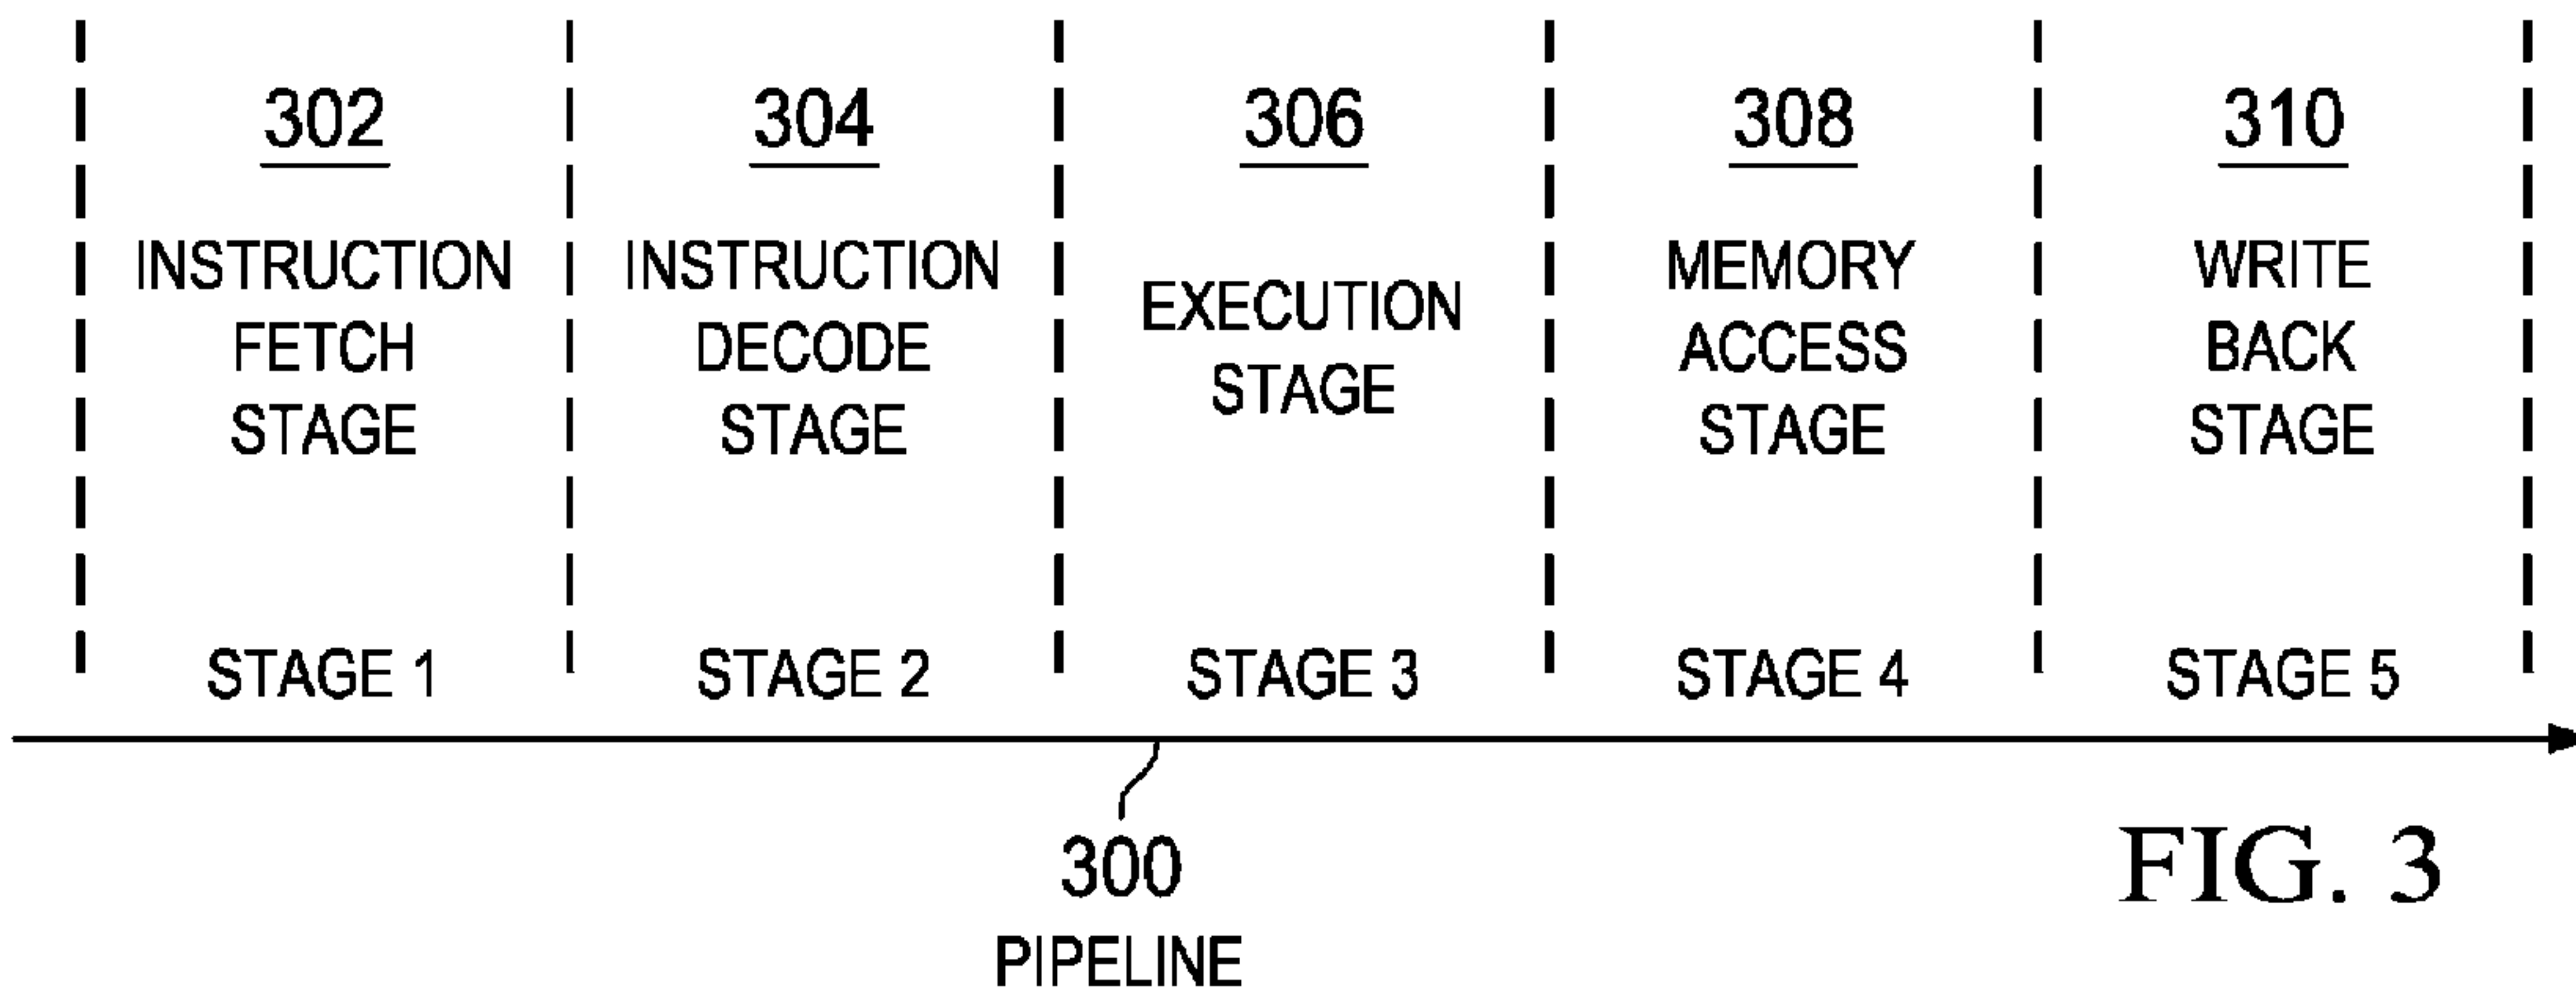 302
INSTRUCTION
FETCH
STAGE
STAGE 1
304
INSTRUCTION
DECODE
STAGE
STAGE 2
306
EXECUTION
STAGE
STAGE 3
308
MEMORY
ACCESS
STAGE
STAGE 4
310
WRITE
BACK
STAGE
STAGE 5
300
PIPELINE
FIG. 3